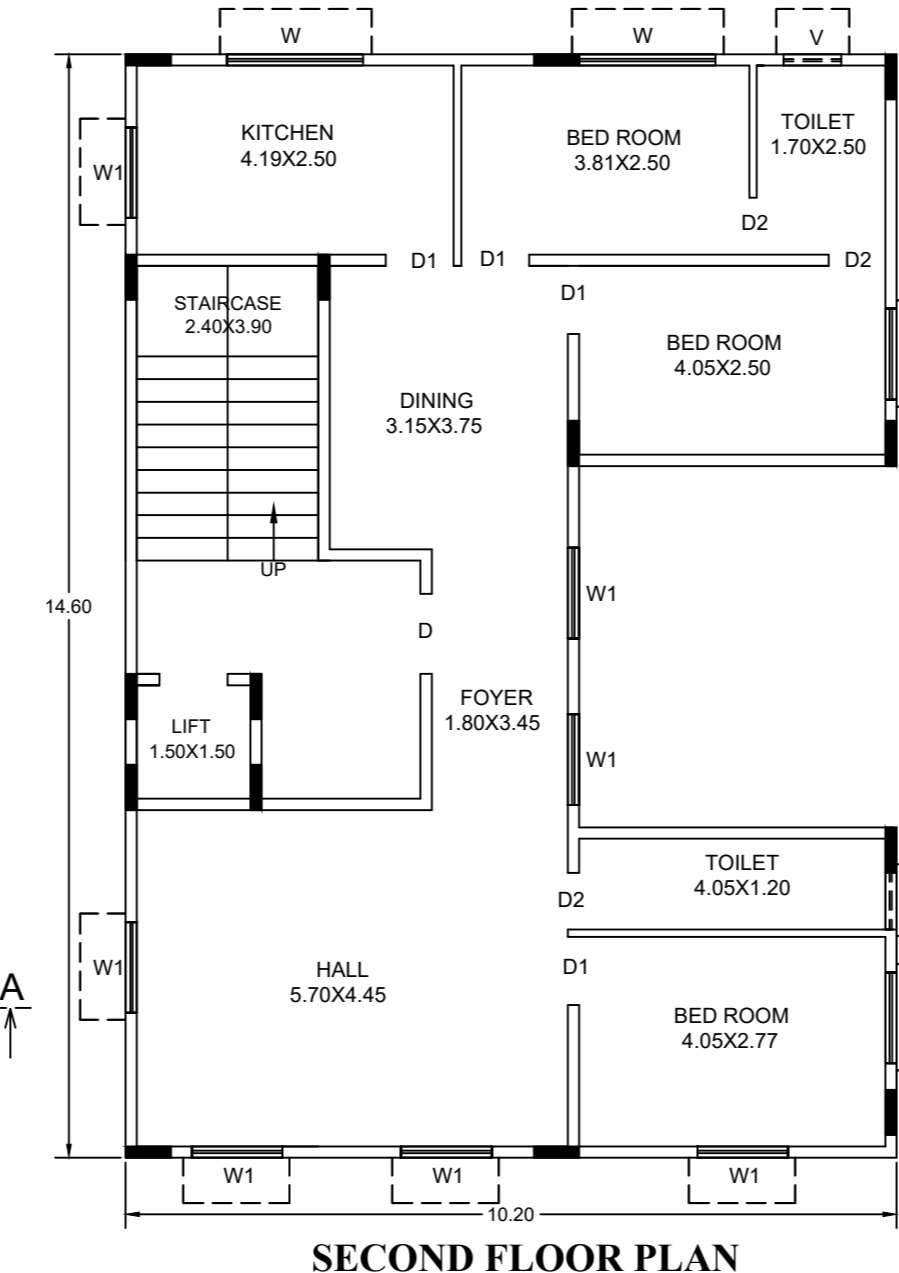 W
W
V
KITCHEN
4.19X2.50
BED ROOM
3.81X2.50
TOILET
1.70X2.50
W1
D2
D1
D1
D2
D1
STAIRCASE
2.40X3.90
BED ROOM
4.05X2.50
DINING
3.15X3.75
UP
W1
14.60
D
FOYER
1.80X3.45
LIFT
1.50X1.50
W1
TOILET
4.05X1.20
D2
W1
HALL
5.70X4.45
D1
A
BED ROOM
4.05X2.77
W1
W1
W1
10.20
SECOND FLOOR PLAN